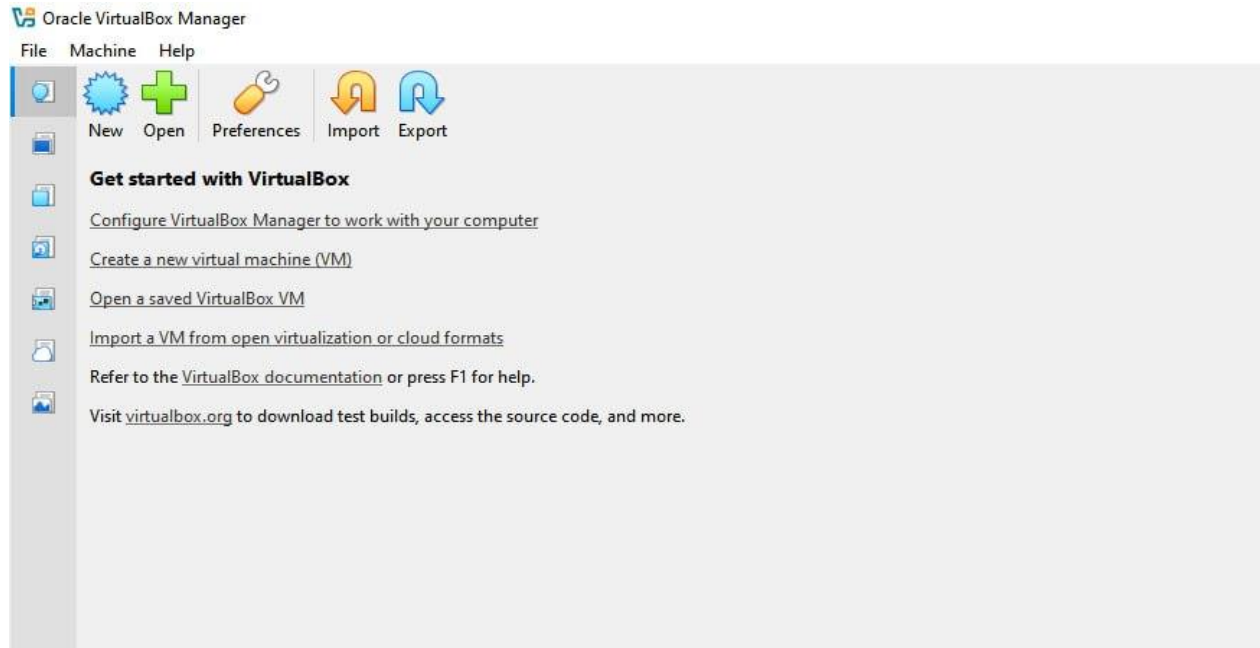 Oracle VirtualBox Manager
File Machine Help
New Open Preferences Import Export
Get started with VirtualBox
Configure VirtualBox Manager to work with your computer
Create a new virtual machine (VM)
Open a saved VirtualBox VM
Import a VM from open virtualization or cloud formats
Refer to the VirtualBox documentation or press F1 for help.
Visit virtualbox.org to download test builds, access the source code, and more.